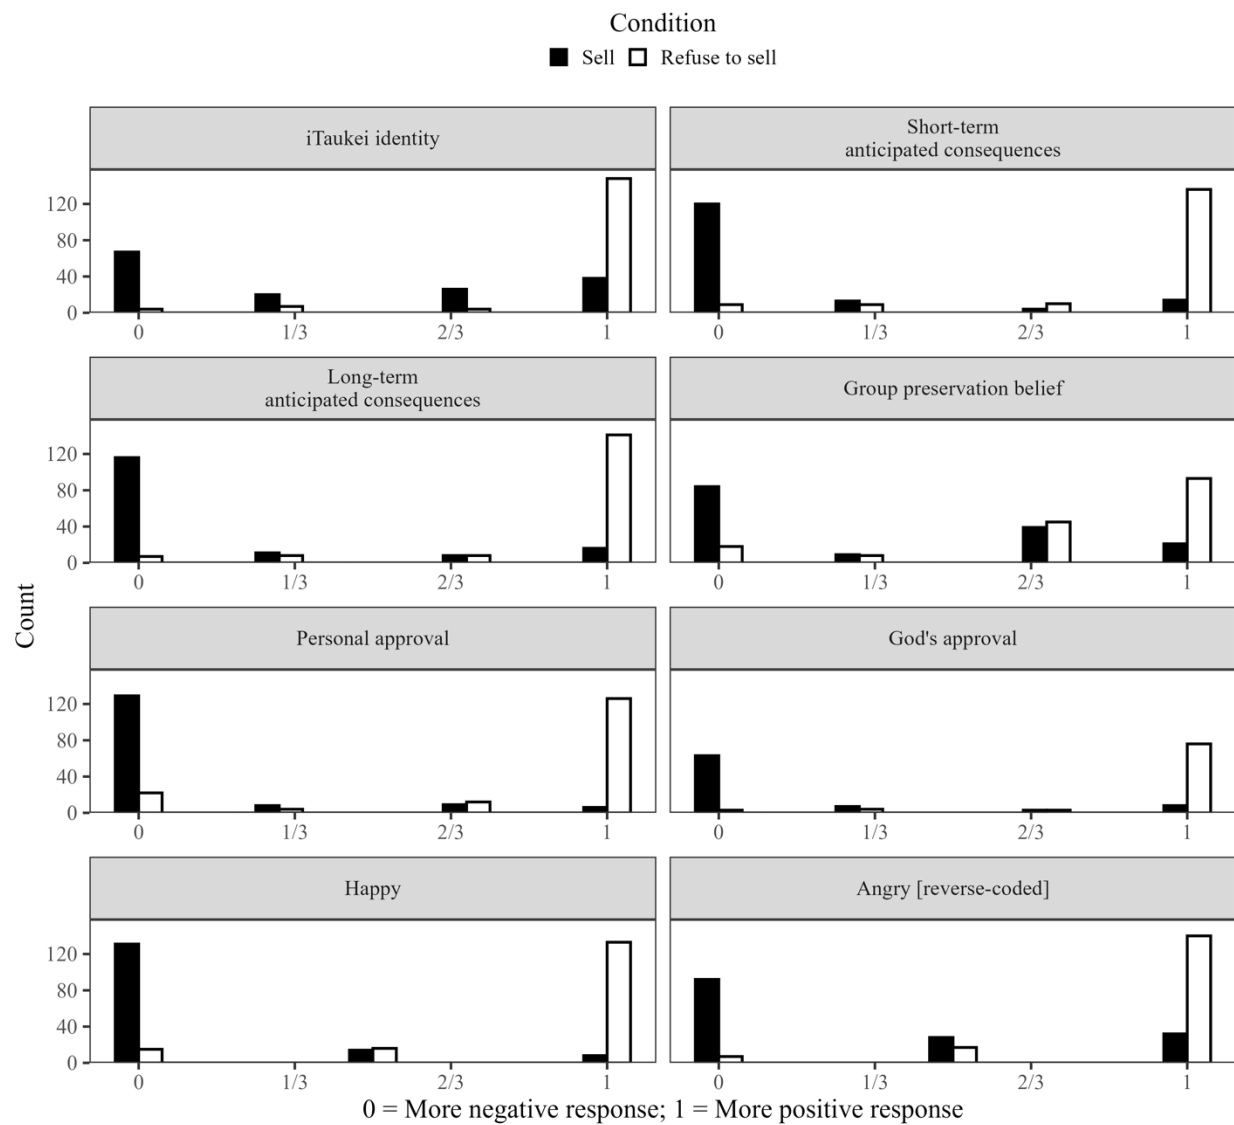 Condition
Sell Refuse to sell
iTaukei identity
Short-term
anticipated consequences
120
80
40
0
0 1/3 2/3 1
0 1/3 2/3 1
Long-term
anticipated consequences
Group preservation belief
120
80
40
0
0 1/3 2/3 1
0 1/3 2/3 1
Count
Personal approval
God's approval
120
80
40
0
0 1/3 2/3 1
0 1/3 2/3 1
Happy
Angry [reverse-coded]
120
80
40
0
0 1/3 2/3 1
0 1/3 2/3 1
0 = More negative response; 1 = More positive response